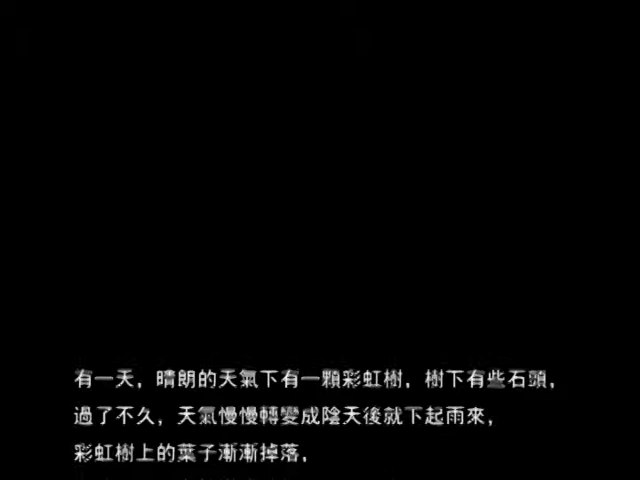 有一天，晴朗的天氣下有一顆彩虹樹，樹下有些石頭，
過了不久，天氣慢慢轉變成陰天後就下起雨來，
彩虹樹上的葉子漸漸掉落，